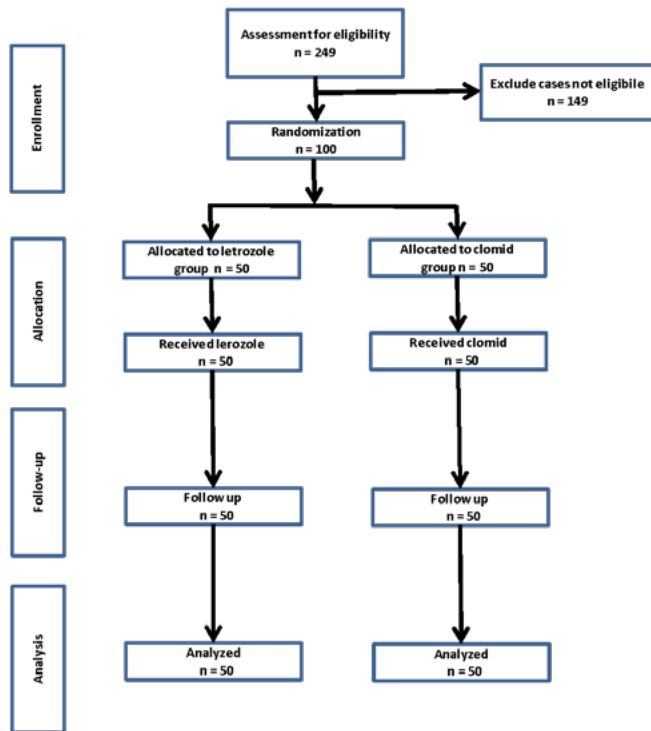 Assessment for eligibility
n = 249
Exclude cases not eligibile
n = 149
Enrollment
Randomization
n = 100
Allocated to letrozole
group n = 50
Allocated to clomid
group n = 50
Allocation
Received lerozole
n = 50
Received clomid
n = 50
Follow-up
Follow up
n = 50
Follow up
n = 50
Analysis
Analyzed
n = 50
Analyzed
n = 50